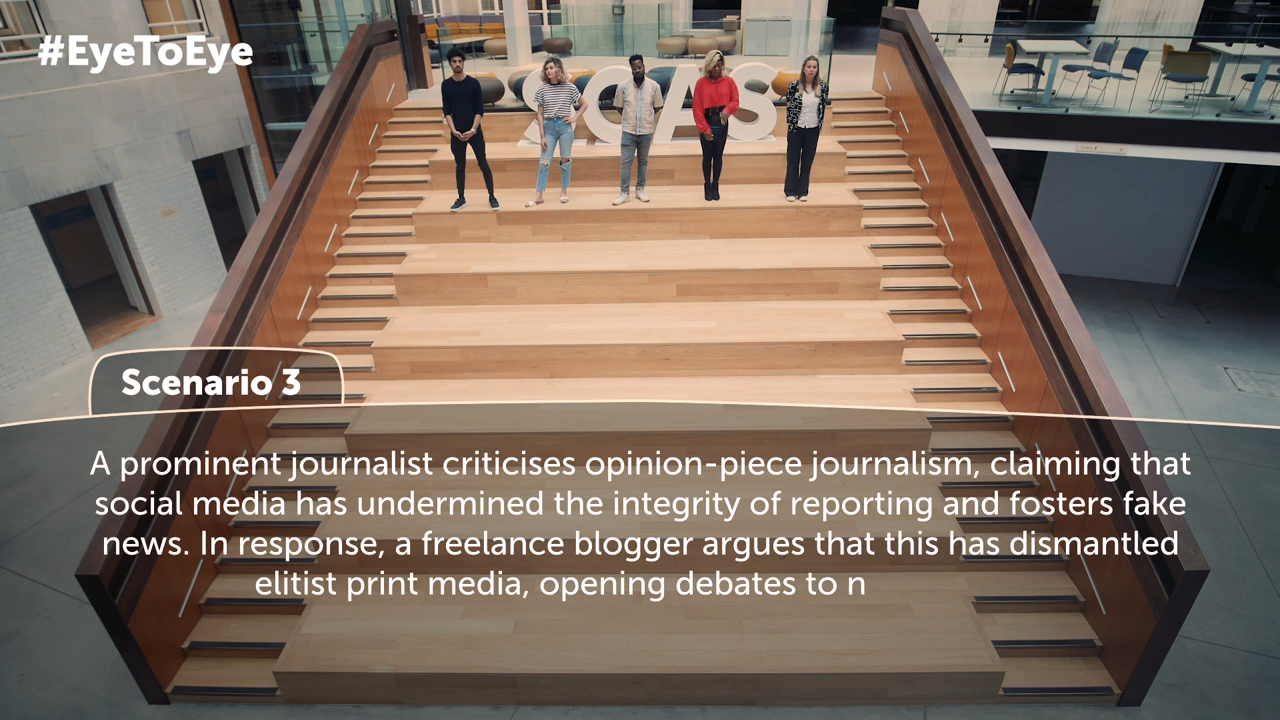 #EyeToEye
SOAS
Scenario 3
A prominent journalist criticises opinion-piece journalism, claiming that
social media has undermined the integrity of reporting and fosters fake
news. In response, a freelance blogger argues that this has dismantled
elitist print media, opening debates to n